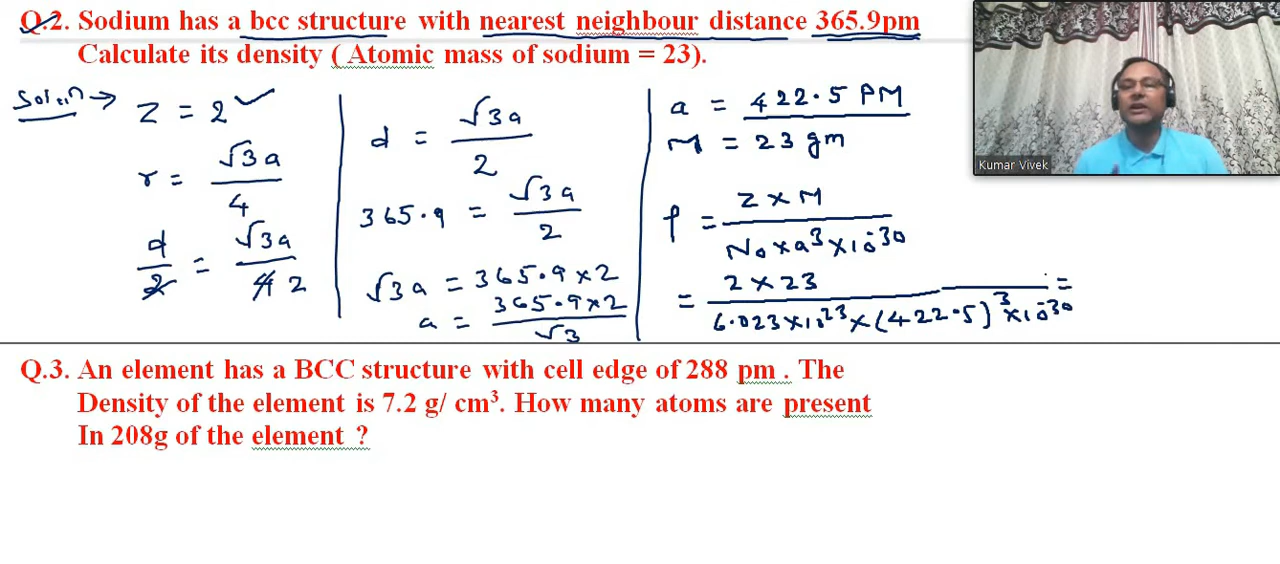 Q.2. Sodium has a bcc structure with nearest neighbour distance 365.9pm
Calculate its density ( Atomic mass of sodium = 23).
Sol.n →
Z = 2 ✓
r = √3a / 4
d/2 = √3a / 4 2
d = √3a / 2
365.9 = √3a / 2
√3a = 365.9 × 2
a = 365.9 × 2 / √3
a = 422.5 PM
M = 23 gm
ρ = Z × M / N₀ × a³ × 10⁻³⁰
= 2 × 23 / 6.023 × 10²³ × (422.5)³ × 10⁻³⁰ =
Kumar Vivek
Q.3. An element has a BCC structure with cell edge of 288 pm . The
Density of the element is 7.2 g/ cm³. How many atoms are present
In 208g of the element ?